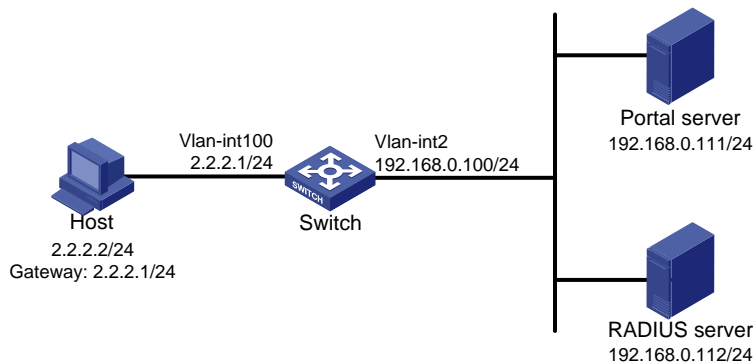 Portal server
192.168.0.111/24
Vlan-int100
2.2.2.1/24
Vlan-int2
192.168.0.100/24
SWITCH
Host
2.2.2.2/24
Gateway: 2.2.2.1/24
Switch
RADIUS server
192.168.0.112/24